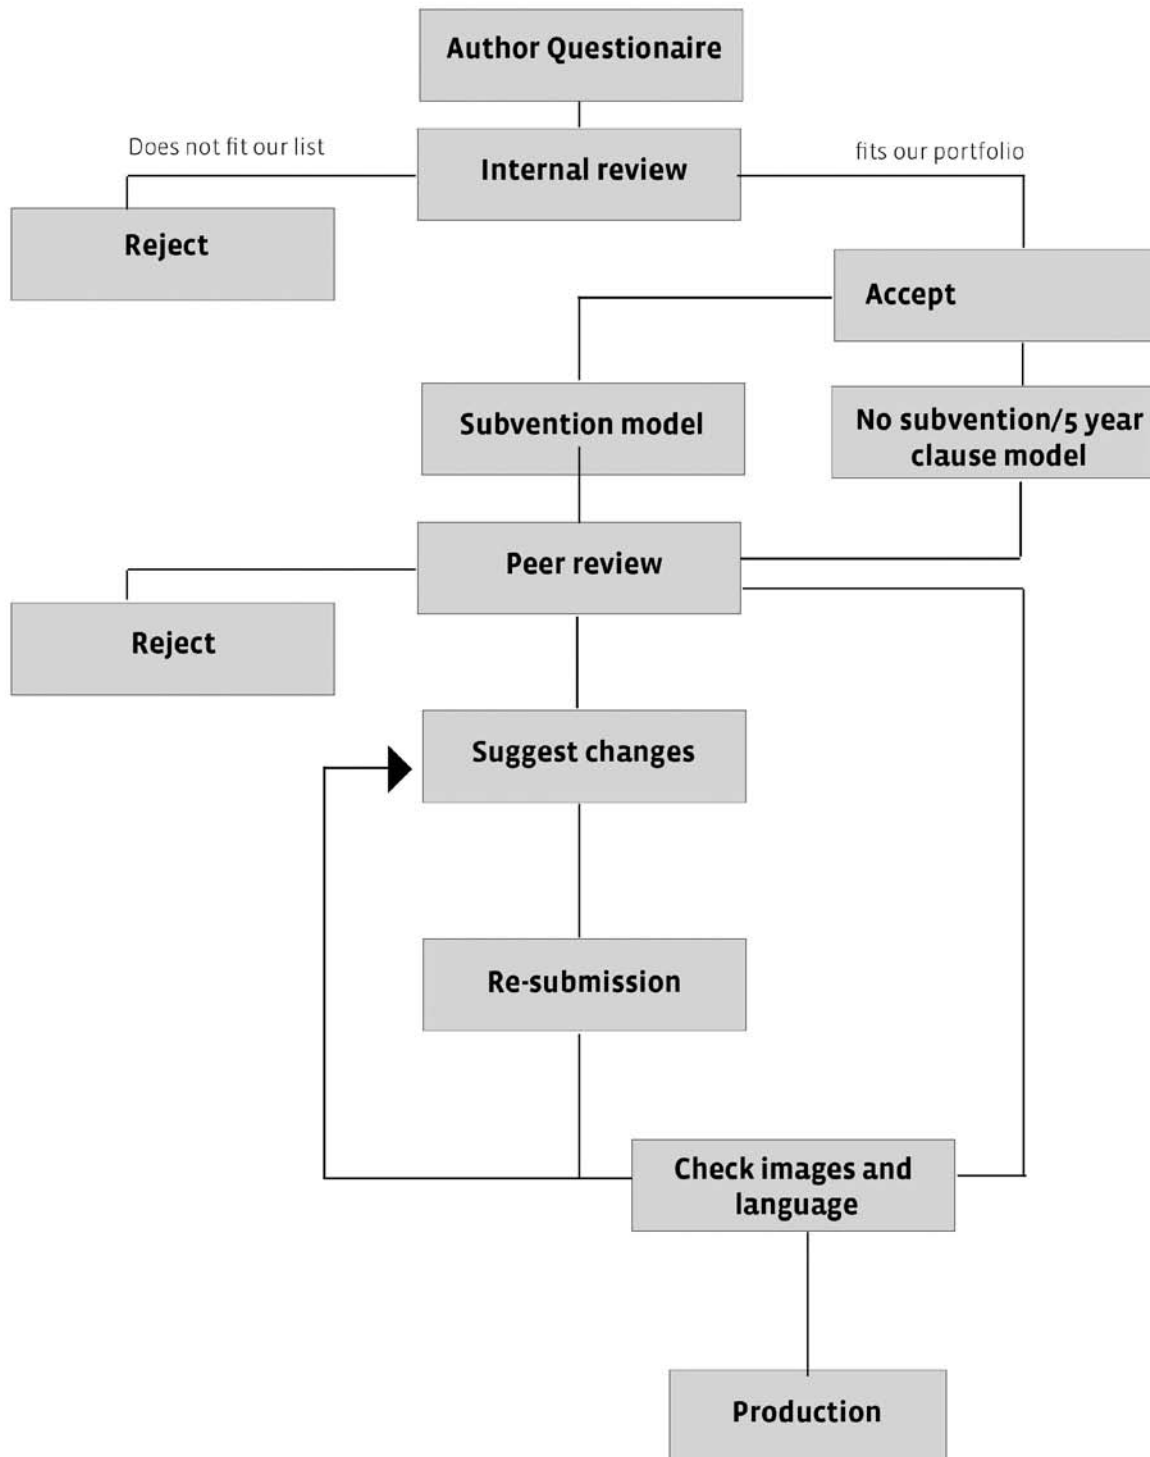 Author Questionaire
Does not fit our list
Internal review
fits our portfolio
Reject
Accept
Subvention model
No subvention/5 year
clause model
Peer review
Reject
Suggest changes
Re-submission
Check images and
language
Production